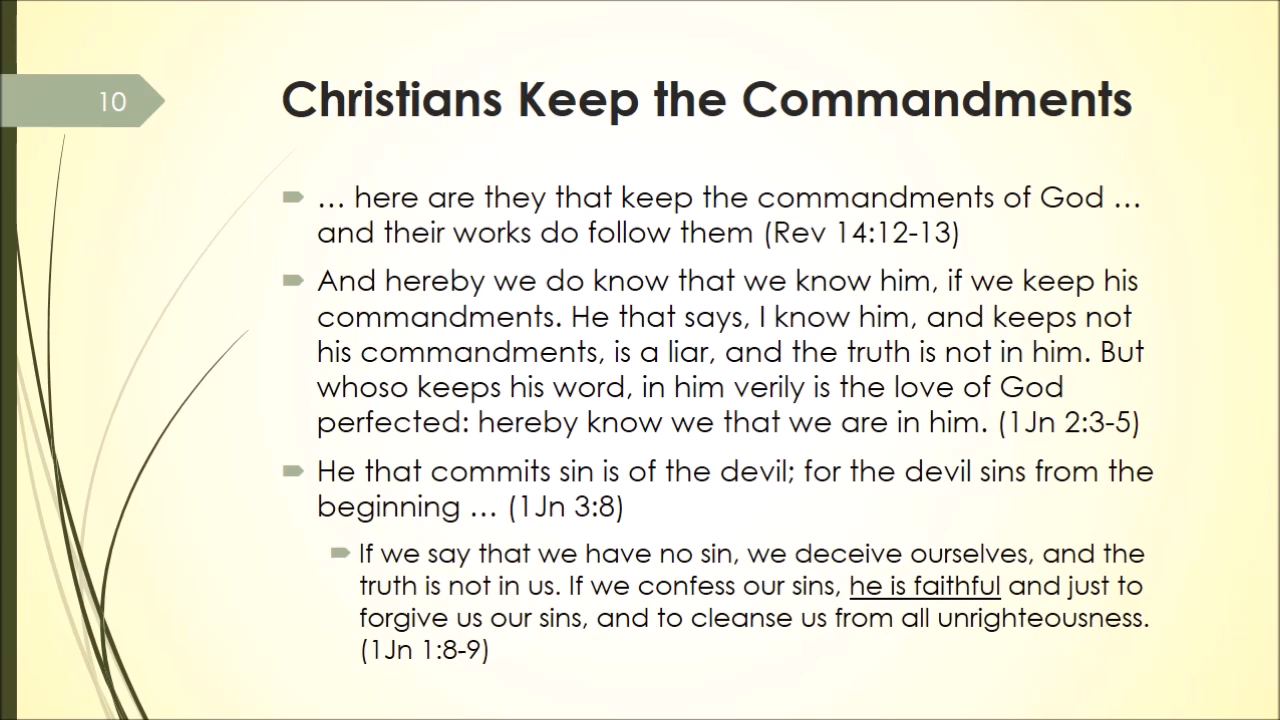 10
Christians Keep the Commandments
… here are they that keep the commandments of God …
and their works do follow them (Rev 14:12-13)
And hereby we do know that we know him, if we keep his
commandments. He that says, I know him, and keeps not
his commandments, is a liar, and the truth is not in him. But
whoso keeps his word, in him verily is the love of God
perfected: hereby know we that we are in him. (1Jn 2:3-5)
He that commits sin is of the devil; for the devil sins from the
beginning … (1Jn 3:8)
If we say that we have no sin, we deceive ourselves, and the
truth is not in us. If we confess our sins, he is faithful and just to
forgive us our sins, and to cleanse us from all unrighteousness.
(1Jn 1:8-9)